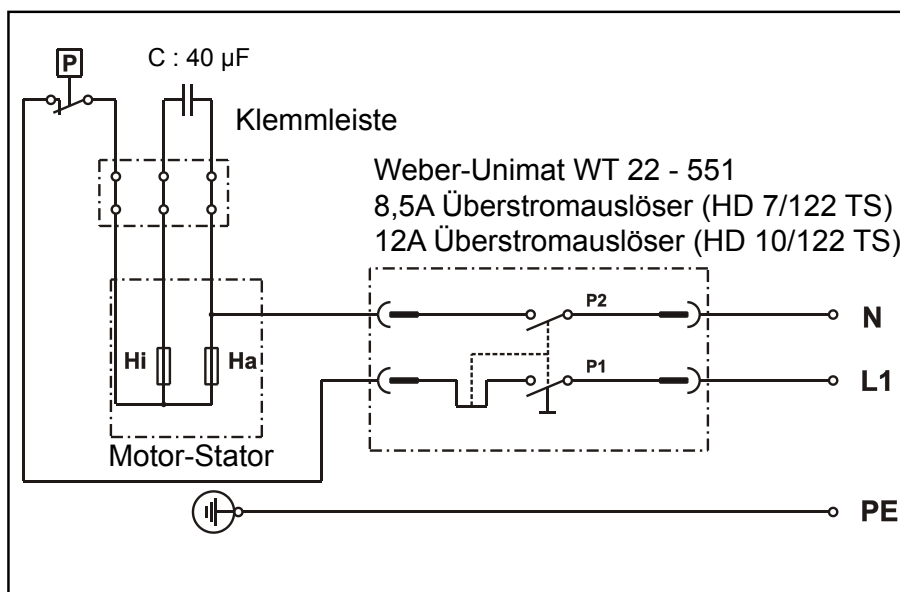 P
C : 40 µF
Klemmleiste
Weber-Unimat WT 22 - 551
8,5A Überstromauslöser (HD 7/122 TS)
12A Überstromauslöser (HD 10/122 TS)
P2
N
Hi
Ha
P1
L1
Motor-Stator
PE